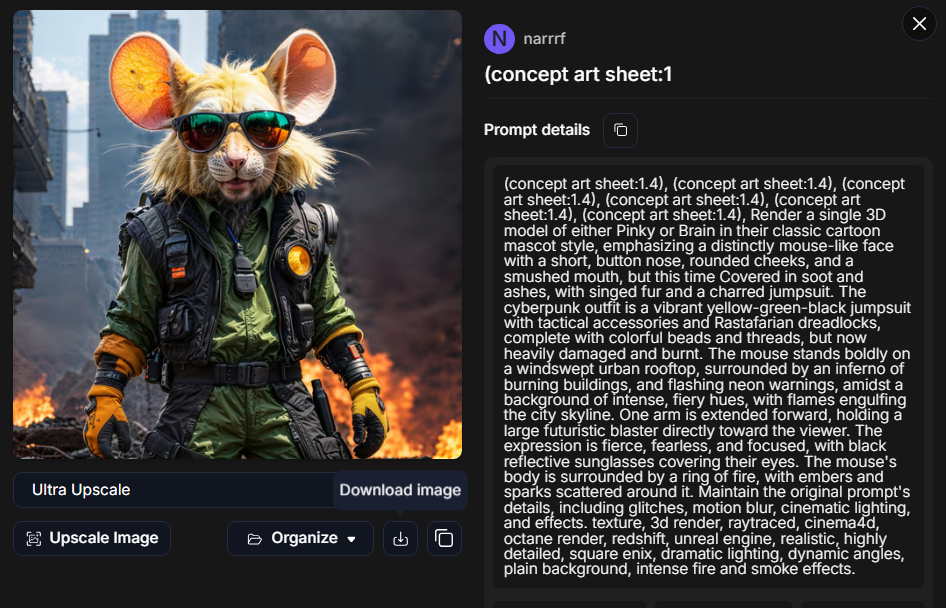 N narrrf
(concept art sheet:1
Prompt details
(concept art sheet:1.4), (concept art sheet:1.4), (concept
art sheet:1.4), (concept art sheet:1.4), (concept art
sheet:1.4), (concept art sheet:1.4), Render a single 3D
model of either Pinky or Brain in their classic cartoon
mascot style, emphasizing a distinctly mouse-like face
with a short, button nose, rounded cheeks, and a
smushed mouth, but this time Covered in soot and
ashes, with singed fur and a charred jumpsuit. The
cyberpunk outfit is a vibrant yellow-green-black jumpsuit
with tactical accessories and Rastafarian dreadlocks,
complete with colorful beads and threads, but now
heavily damaged and burnt. The mouse stands boldly on
a windswept urban rooftop, surrounded by an inferno of
burning buildings, and flashing neon warnings, amidst a
background of intense, fiery hues, with flames engulfing
the city skyline. One arm is extended forward, holding a
large futuristic blaster directly toward the viewer. The
expression is fierce, fearless, and focused, with black
reflective sunglasses covering their eyes. The mouse's
body is surrounded by a ring of fire, with embers and
sparks scattered around it. Maintain the original prompt's
details, including glitches, motion blur, cinematic lighting,
and effects. texture, 3d render, raytraced, cinema4d,
octane render, redshift, unreal engine, realistic, highly
detailed, square enix, dramatic lighting, dynamic angles,
plain background, intense fire and smoke effects.
Ultra Upscale
Download image
Upscale Image
Organize